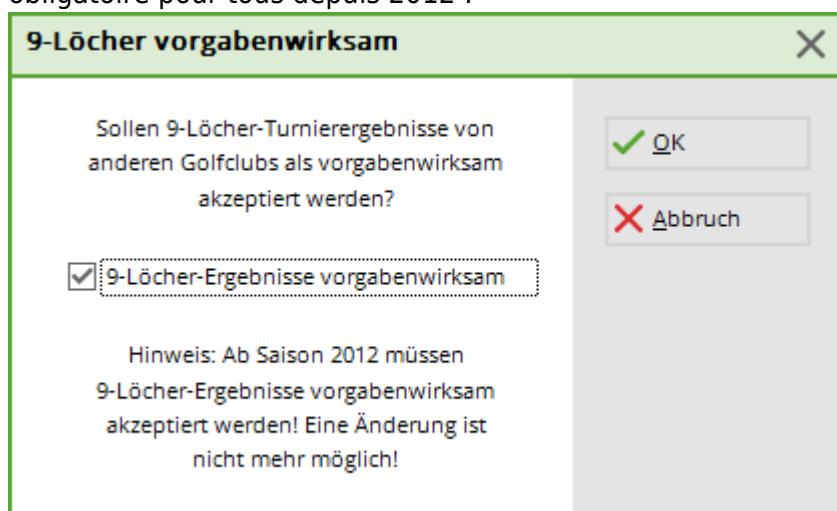 obligatoire pour tous depuis 2012 :
9-Löcher vorgabenwirksam
Sollen 9-Löcher-Turnierergebnisse von
anderen Golfclubs als vorgabenwirksam
akzeptiert werden?
9-Löcher-Ergebnisse vorgabenwirksam
Hinweis: Ab Saison 2012 müssen
9-Löcher-Ergebnisse vorgabenwirksam
akzeptiert werden! Eine Änderung ist
nicht mehr möglich!
OK
Abbruch